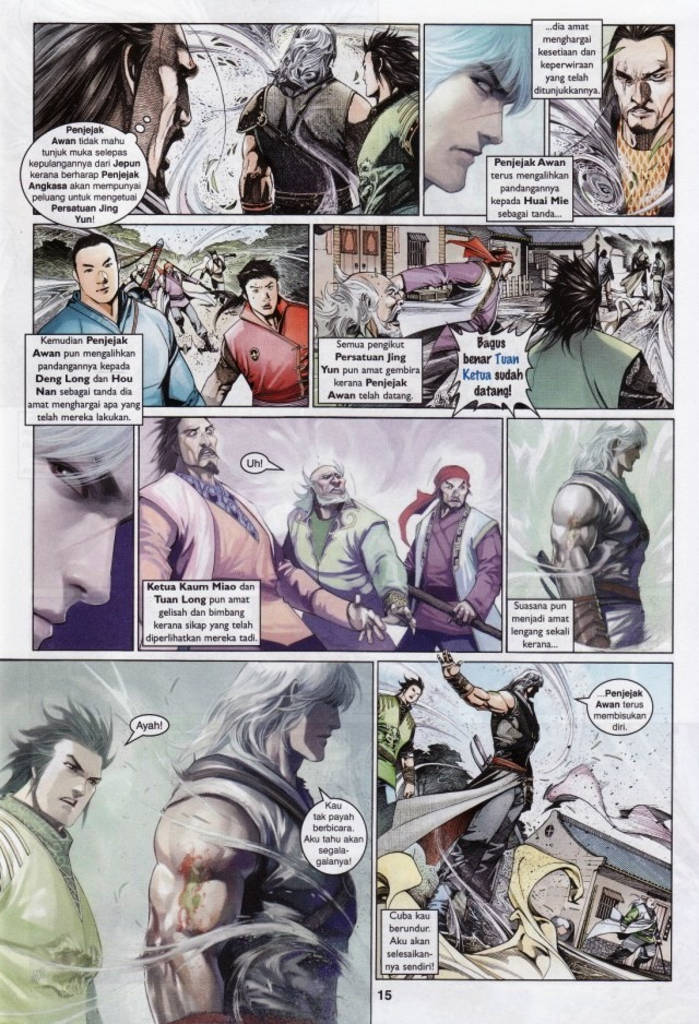 Penjejak
Awan tidak mahu
tunjuk muka selepas
kepulangannya dari Jepun
kerana berharap Penjejak
Angkasa akan mempunyai
peluang untuk mengetuai
Persatuan Jing
Yun!
...dia amat
menghargai
kesetiaan dan
keperwiraan
yang telah
ditunjukkannya.
Penjejak Awan
terus mengalihkan
pandangannya
kepada Huai Mie
sebagai tanda...
Kemudian Penjejak
Awan pun mengalihkan
pandangannya kepada
Deng Long dan Hou
Nan sebagai tanda dia
amat menghargai apa yang
telah mereka lakukan.
Semua pengikut
Persatuan Jing
Yun pun amat gembira
kerana Penjejak
Awan telah datang.
Bagus
benar Tuan
Ketua sudah
datang!
Uh!
Ketua Kaum Miao dan
Tuan Long pun amat
gelisah dan bimbang
kerana sikap yang telah
diperlihatkan mereka tadi.
Suasana pun
menjadi amat
lengang sekali
kerana...
Ayah!
Kau
tak payah
berbicara.
Aku tahu akan
segala-
galanya!
...Penjejak
Awan terus
membisukan
diri.
Cuba kau
berundur.
Aku akan
selesaikan-
nya sendiri!
15